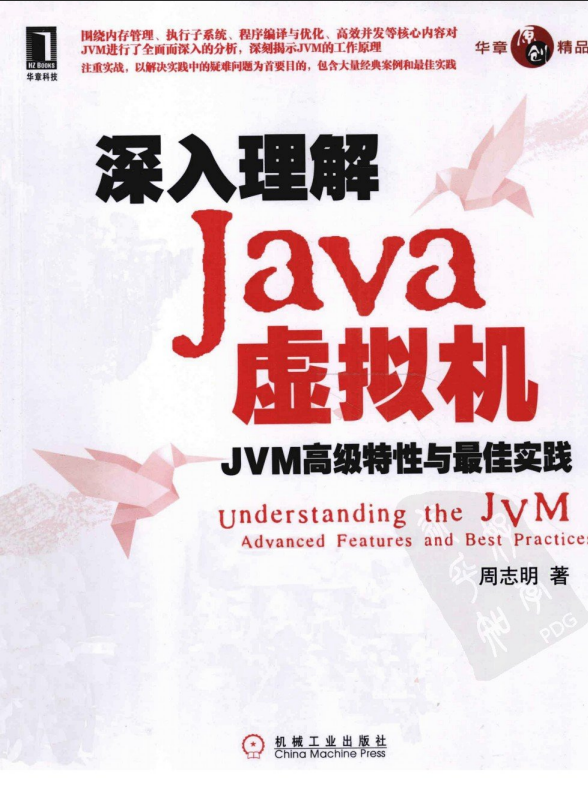 HZ BOOKS
华章科技
围绕内存管理、执行子系统、程序编译与优化、高效并发等核心内容对
JVM进行了全面而深入的分析，深刻揭示JVM的工作原理
注重实战，以解决实践中的疑难问题为首要目的，包含大量经典案例和最佳实践
华章原创精品
深入理解
Java
虚拟机
JVM高级特性与最佳实践
Understanding the JVM
Advanced Features and Best Practices
周志明 著
PDG
机械工业出版社
China Machine Press